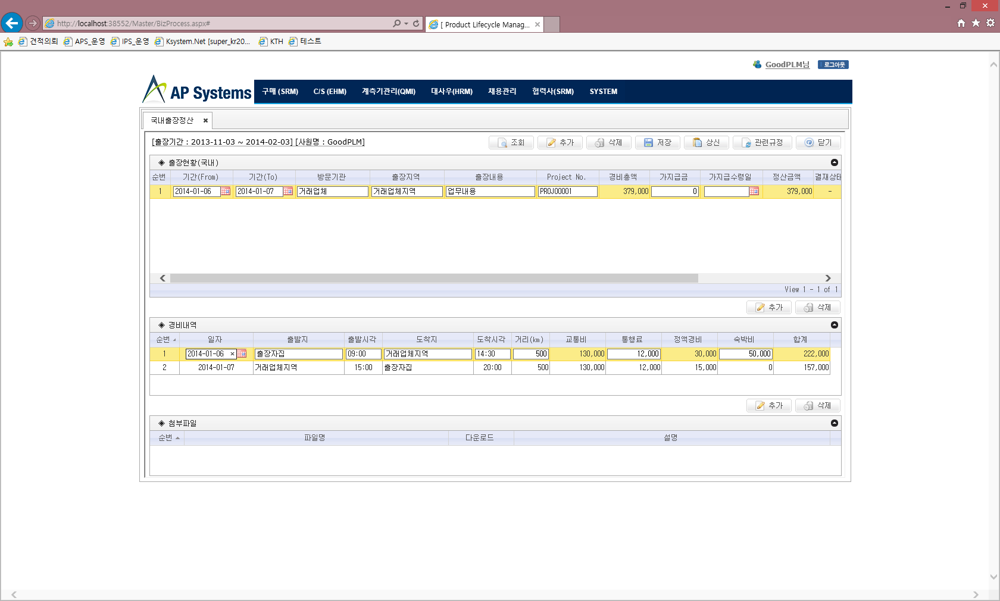 http://localhost:38552/Master/BizProcess.aspx#
[ Product Lifecycle Manag...
견적의뢰 APS_운영 IPS_운영 Ksystem.Net [super_kr20... KTH 테스트
GoodPLM님 로그아웃
AP Systems
구매 (SRM) C/S (EHM) 계측기관리(QMI) 대사우(HRM) 채용관리 협력사(SRM) SYSTEM
국내출장정산
[출장기간 : 2013-11-03 ~ 2014-02-03] [사원명 : GoodPLM]
조회 추가 삭제 저장 상신 관련규정 닫기
◈ 출장현황(국내)
순번 기간(From) 기간(To) 방문기관 출장지역 출장내용 Project No. 경비총액 가지급금 가지급수령일 정산금액 결재상태
1 2014-01-06 2014-01-07 거래업체 거래업체지역 업무내용 PROJ00001 379,000 0 379,000 -
View 1 - 1 of 1
추가 삭제
◈ 경비내역
순번 일자 출발지 출발시각 도착지 도착시각 거리(km) 교통비 통행료 정액경비 숙박비 합계
1 2014-01-06 출장자집 09:00 거래업체지역 14:30 500 130,000 12,000 30,000 50,000 222,000
2 2014-01-07 거래업체지역 15:00 출장자집 20:00 500 130,000 12,000 15,000 0 157,000
추가 삭제
◈ 첨부파일
순번 파일명 다운로드 설명